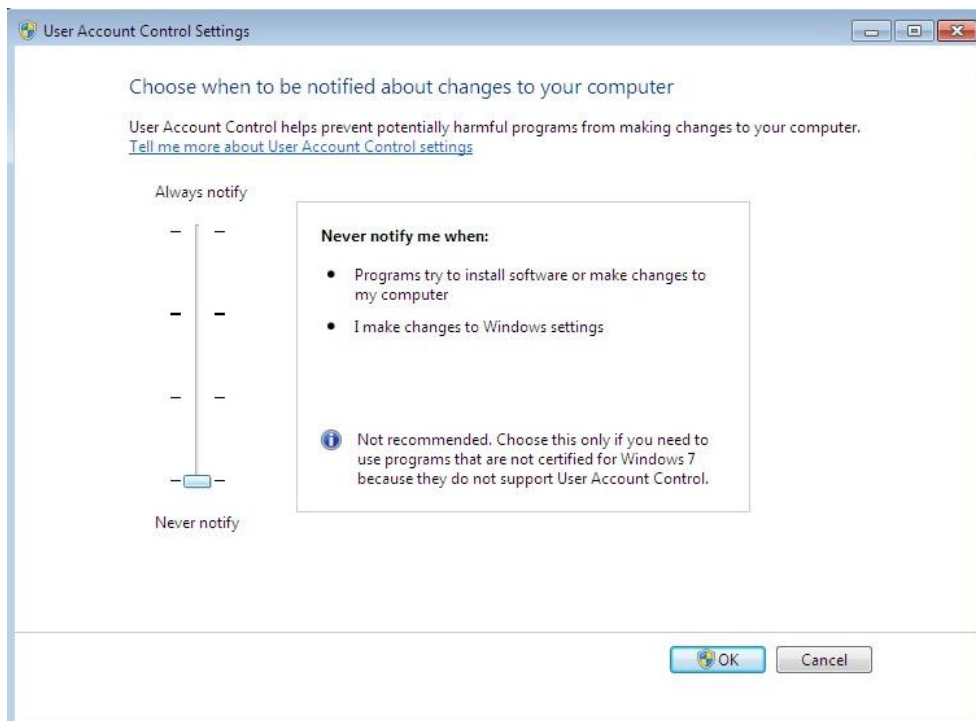 User Account Control Settings
Choose when to be notified about changes to your computer
User Account Control helps prevent potentially harmful programs from making changes to your computer.
Tell me more about User Account Control settings
Always notify
Never notify me when:
Programs try to install software or make changes to
my computer
I make changes to Windows settings
Not recommended. Choose this only if you need to
use programs that are not certified for Windows 7
because they do not support User Account Control.
Never notify
OK
Cancel